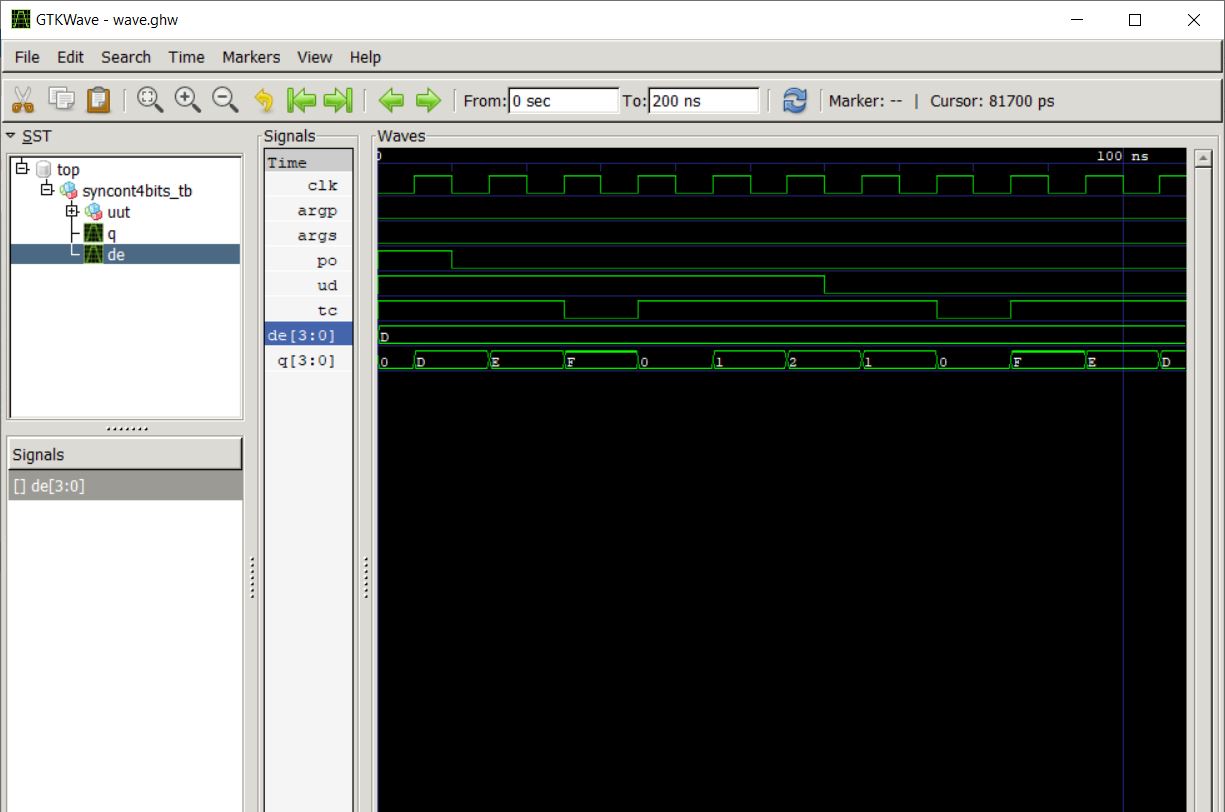 GTKWave - wave.ghw
File Edit Search Time Markers View Help
From: 0 sec To: 200 ns Marker: -- | Cursor: 81700 ps
SST
top
syncont4bits_tb
uut
q
de
Signals
[] de[3:0]
Signals
Time
clk
argp
args
po
ud
tc
de[3:0]
q[3:0]
Waves
0 100 ns
D
0 D E F 0 1 2 1 0 F E D